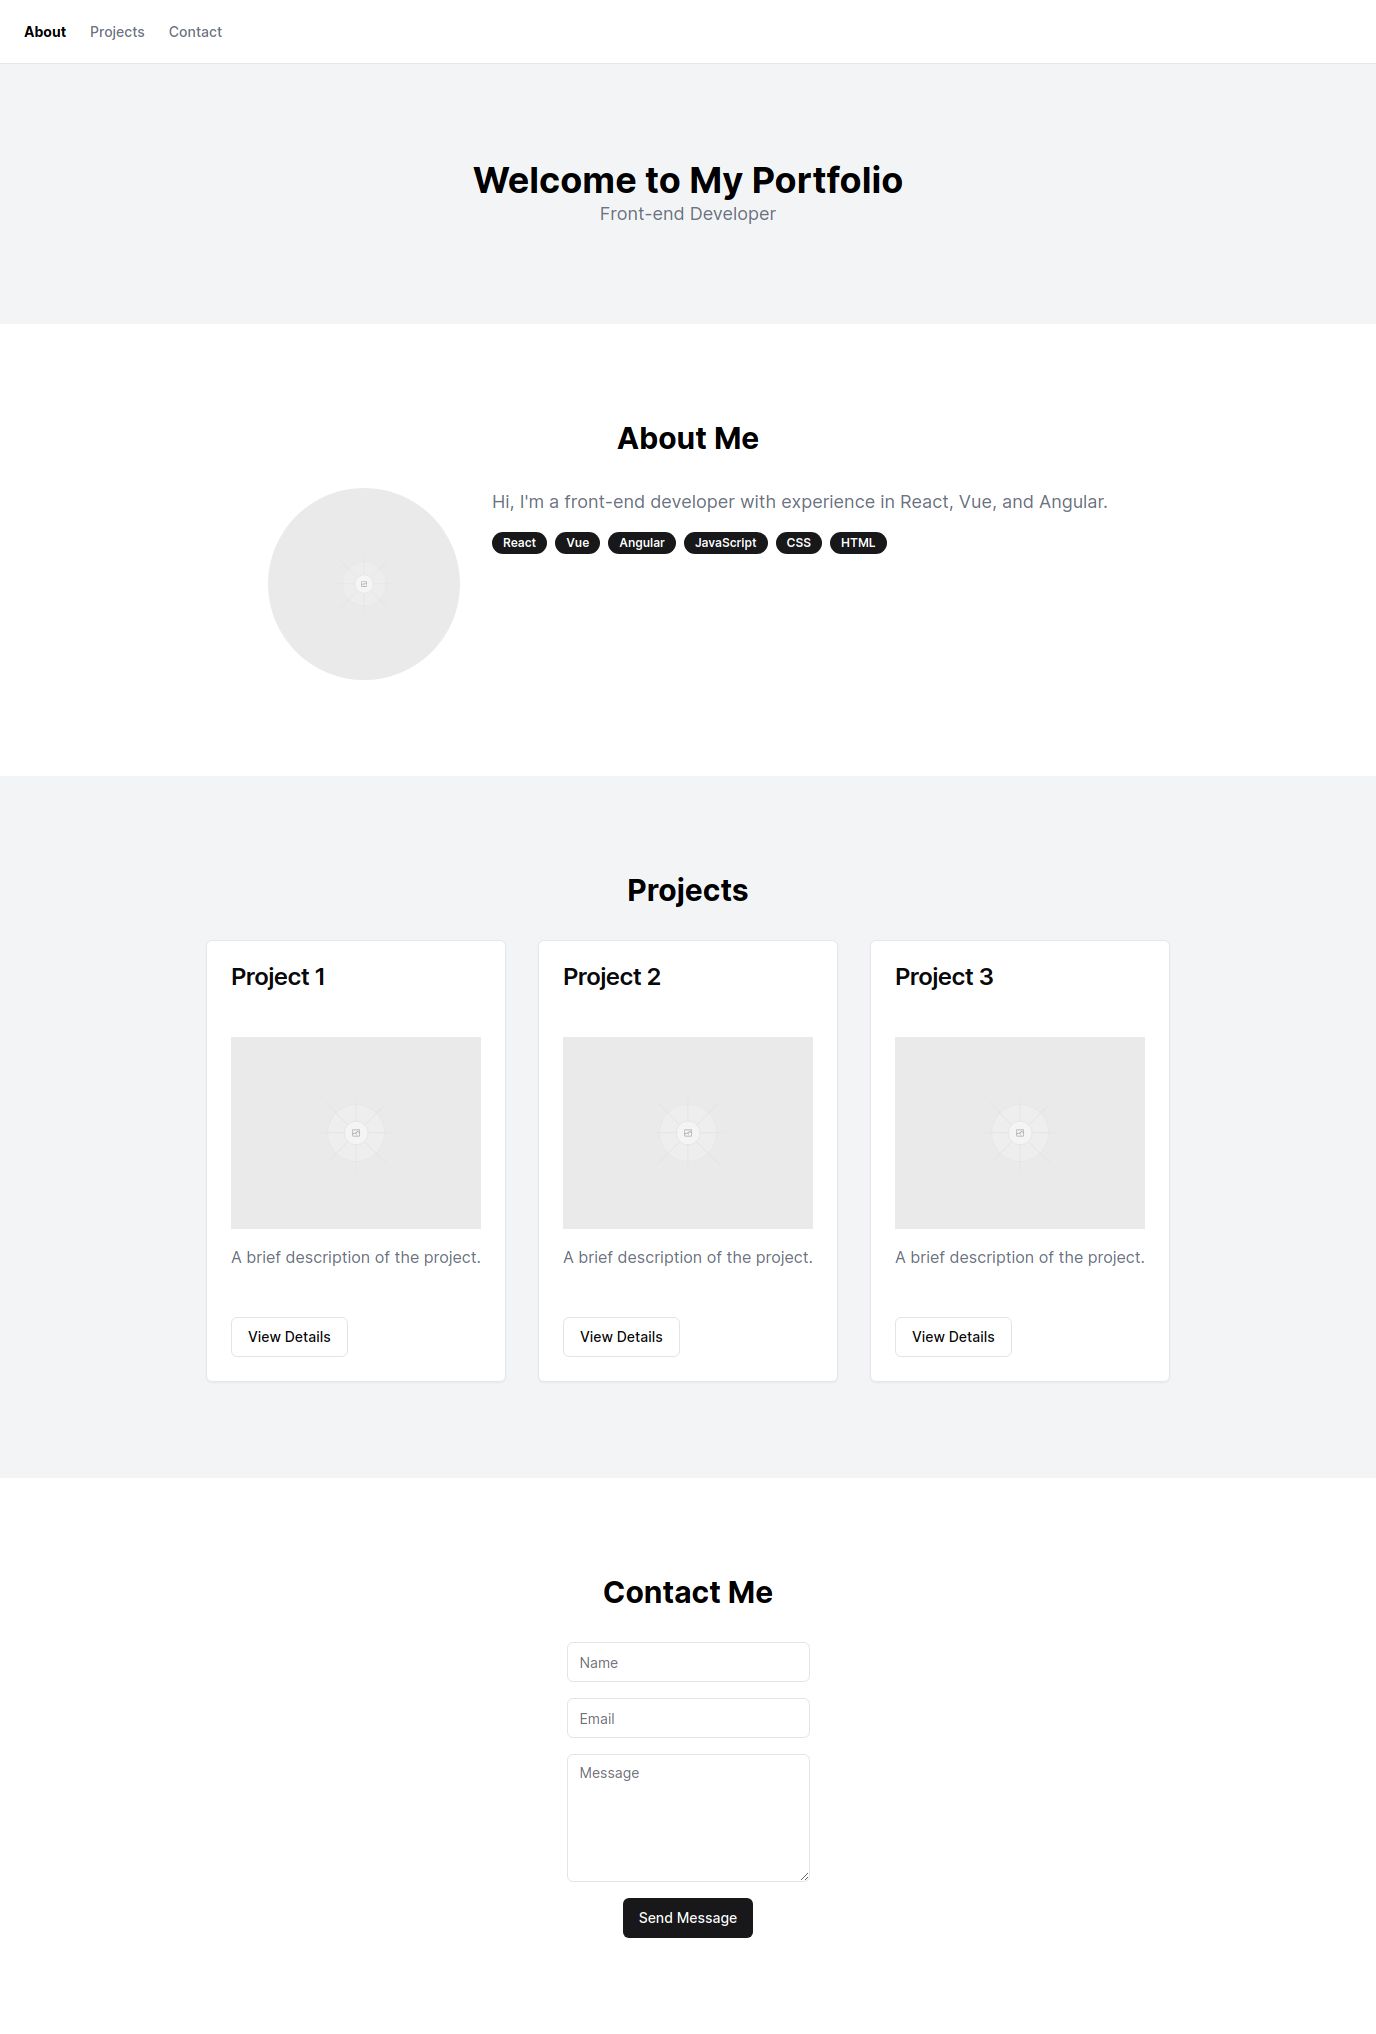 About Projects Contact
Welcome to My Portfolio
Front-end Developer
About Me
Hi, I'm a front-end developer with experience in React, Vue, and Angular.
React Vue Angular JavaScript CSS HTML
Projects
Project 1
A brief description of the project.
View Details
Project 2
A brief description of the project.
View Details
Project 3
A brief description of the project.
View Details
Contact Me
Name
Email
Message
Send Message